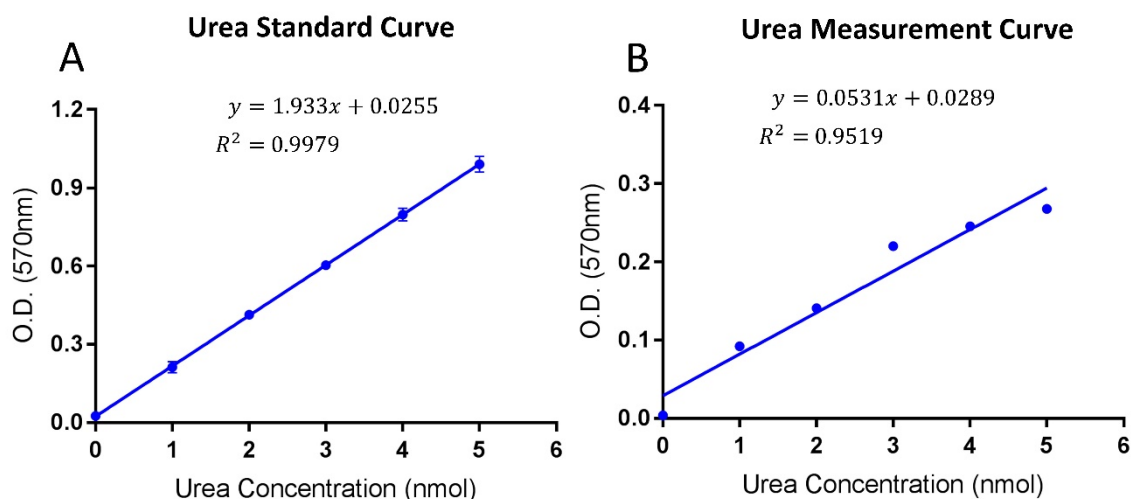 Urea Standard Curve
A
y = 1.933x + 0.0255
R² = 0.9979
1.2
0.9
0.6
0.3
0.0
O.D. (570nm)
0 1 2 3 4 5 6
Urea Concentration (nmol)
Urea Measurement Curve
B
y = 0.0531x + 0.0289
R² = 0.9519
0.4
0.3
0.2
0.1
0.0
O.D. (570nm)
0 1 2 3 4 5 6
Urea Concentration (nmol)